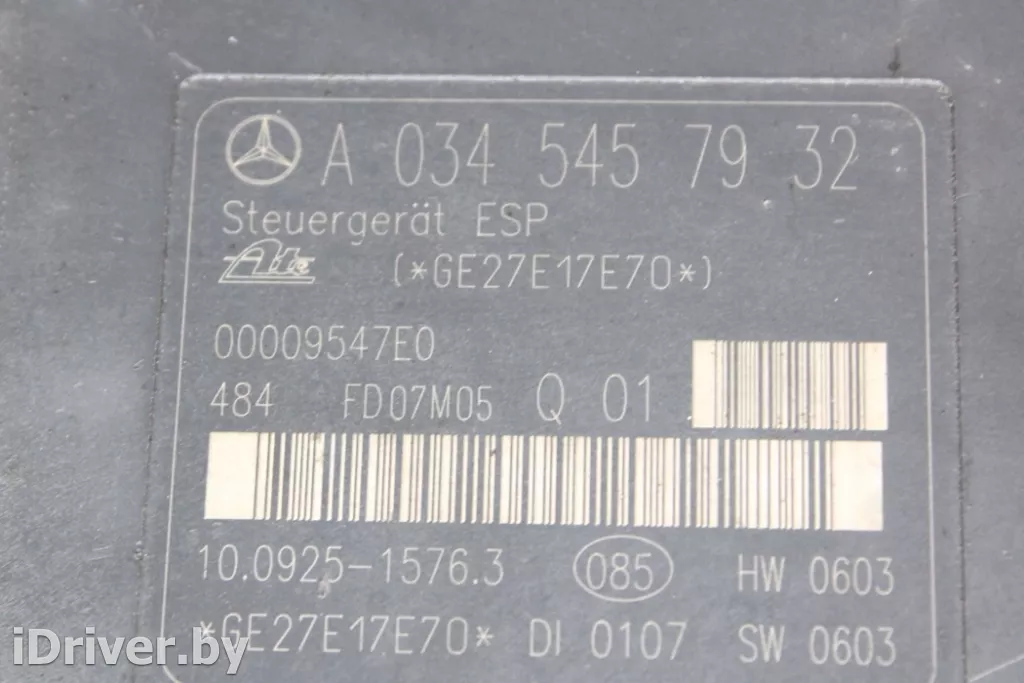 A 034 545 79 32
Steuergerät ESP
Ate (*GE27E17E70*)
00009547E0
484 FD07M05 Q 01
10.0925-1576.3 085 HW 0603
*GE27E17E70* DI 0107 SW 0603
iDriver.by